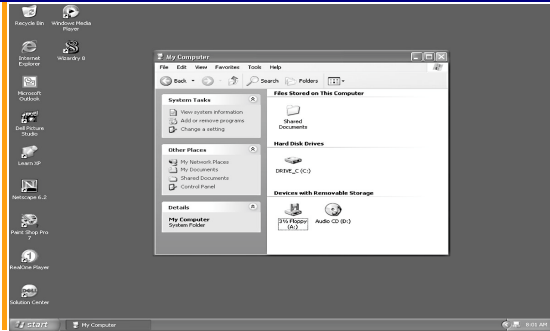 Recycle Bin
Windows Media
Player
Internet
Explorer
Wizardry 8
Microsoft
Outlook
Dell Picture
Studio
Learn XP
Netscape 6.2
Paint Shop Pro
7
RealOne Player
Solution Center
My Computer
File Edit View Favorites Tools Help
Back Search Folders
System Tasks
View system information
Add or remove programs
Change a setting
Other Places
My Network Places
My Documents
Shared Documents
Control Panel
Details
My Computer
System Folder
Files Stored on This Computer
Shared
Documents
Hard Disk Drives
DRIVE_C (C:)
Devices with Removable Storage
3½ Floppy
(A:)
Audio CD (D:)
start
My Computer
8:01 AM